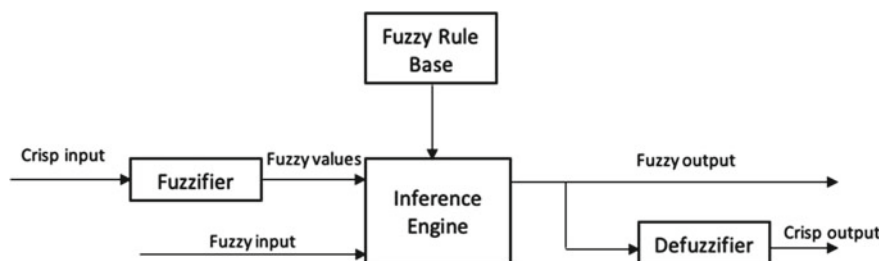 Fuzzy Rule
Base
Crisp input
Fuzzifier
Fuzzy values
Fuzzy input
Inference
Engine
Fuzzy output
Defuzzifier
Crisp output